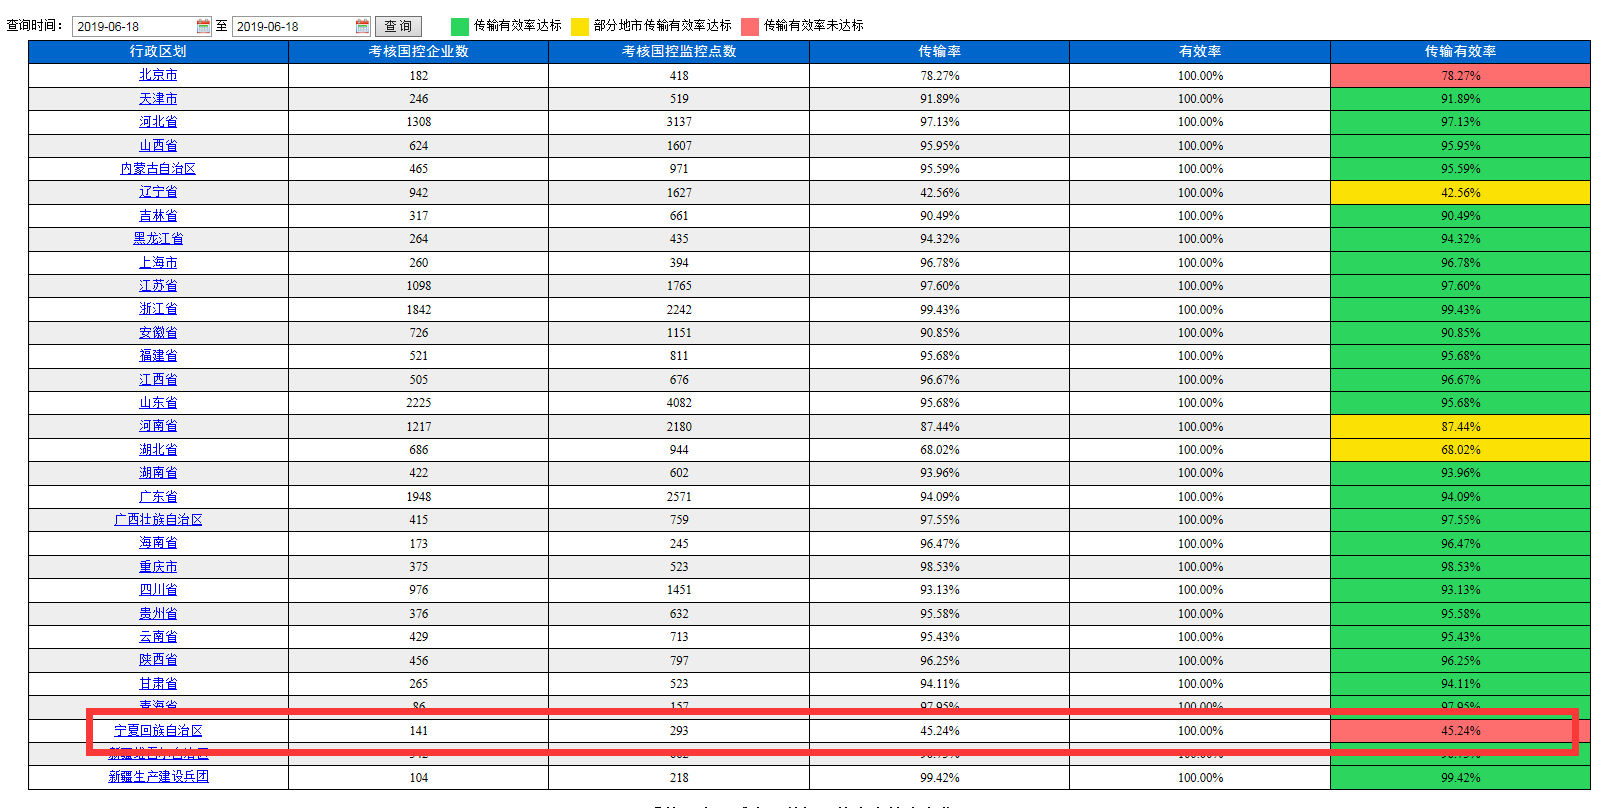 查询时间： 2019-06-18 至 2019-06-18 查 询 传输有效率达标 部分地市传输有效率达标 传输有效率未达标
行政区划 考核国控企业数 考核国控监控点数 传输率 有效率 传输有效率
北京市 182 418 78.27% 100.00% 78.27%
天津市 246 519 91.89% 100.00% 91.89%
河北省 1308 3137 97.13% 100.00% 97.13%
山西省 624 1607 95.95% 100.00% 95.95%
内蒙古自治区 465 971 95.59% 100.00% 95.59%
辽宁省 942 1627 42.56% 100.00% 42.56%
吉林省 317 661 90.49% 100.00% 90.49%
黑龙江省 264 435 94.32% 100.00% 94.32%
上海市 260 394 96.78% 100.00% 96.78%
江苏省 1098 1765 97.60% 100.00% 97.60%
浙江省 1842 2242 99.43% 100.00% 99.43%
安徽省 726 1151 90.85% 100.00% 90.85%
福建省 521 811 95.68% 100.00% 95.68%
江西省 505 676 96.67% 100.00% 96.67%
山东省 2225 4082 95.68% 100.00% 95.68%
河南省 1217 2180 87.44% 100.00% 87.44%
湖北省 686 944 68.02% 100.00% 68.02%
湖南省 422 602 93.96% 100.00% 93.96%
广东省 1948 2571 94.09% 100.00% 94.09%
广西壮族自治区 415 759 97.55% 100.00% 97.55%
海南省 173 245 96.47% 100.00% 96.47%
重庆市 375 523 98.53% 100.00% 98.53%
四川省 976 1451 93.13% 100.00% 93.13%
贵州省 376 632 95.58% 100.00% 95.58%
云南省 429 713 95.43% 100.00% 95.43%
陕西省 456 797 96.25% 100.00% 96.25%
甘肃省 265 523 94.11% 100.00% 94.11%
青海省 86 157 97.95% 100.00% 97.95%
宁夏回族自治区 141 293 45.24% 100.00% 45.24%
新疆维吾尔自治区 100.00%
新疆生产建设兵团 104 218 99.42% 100.00% 99.42%